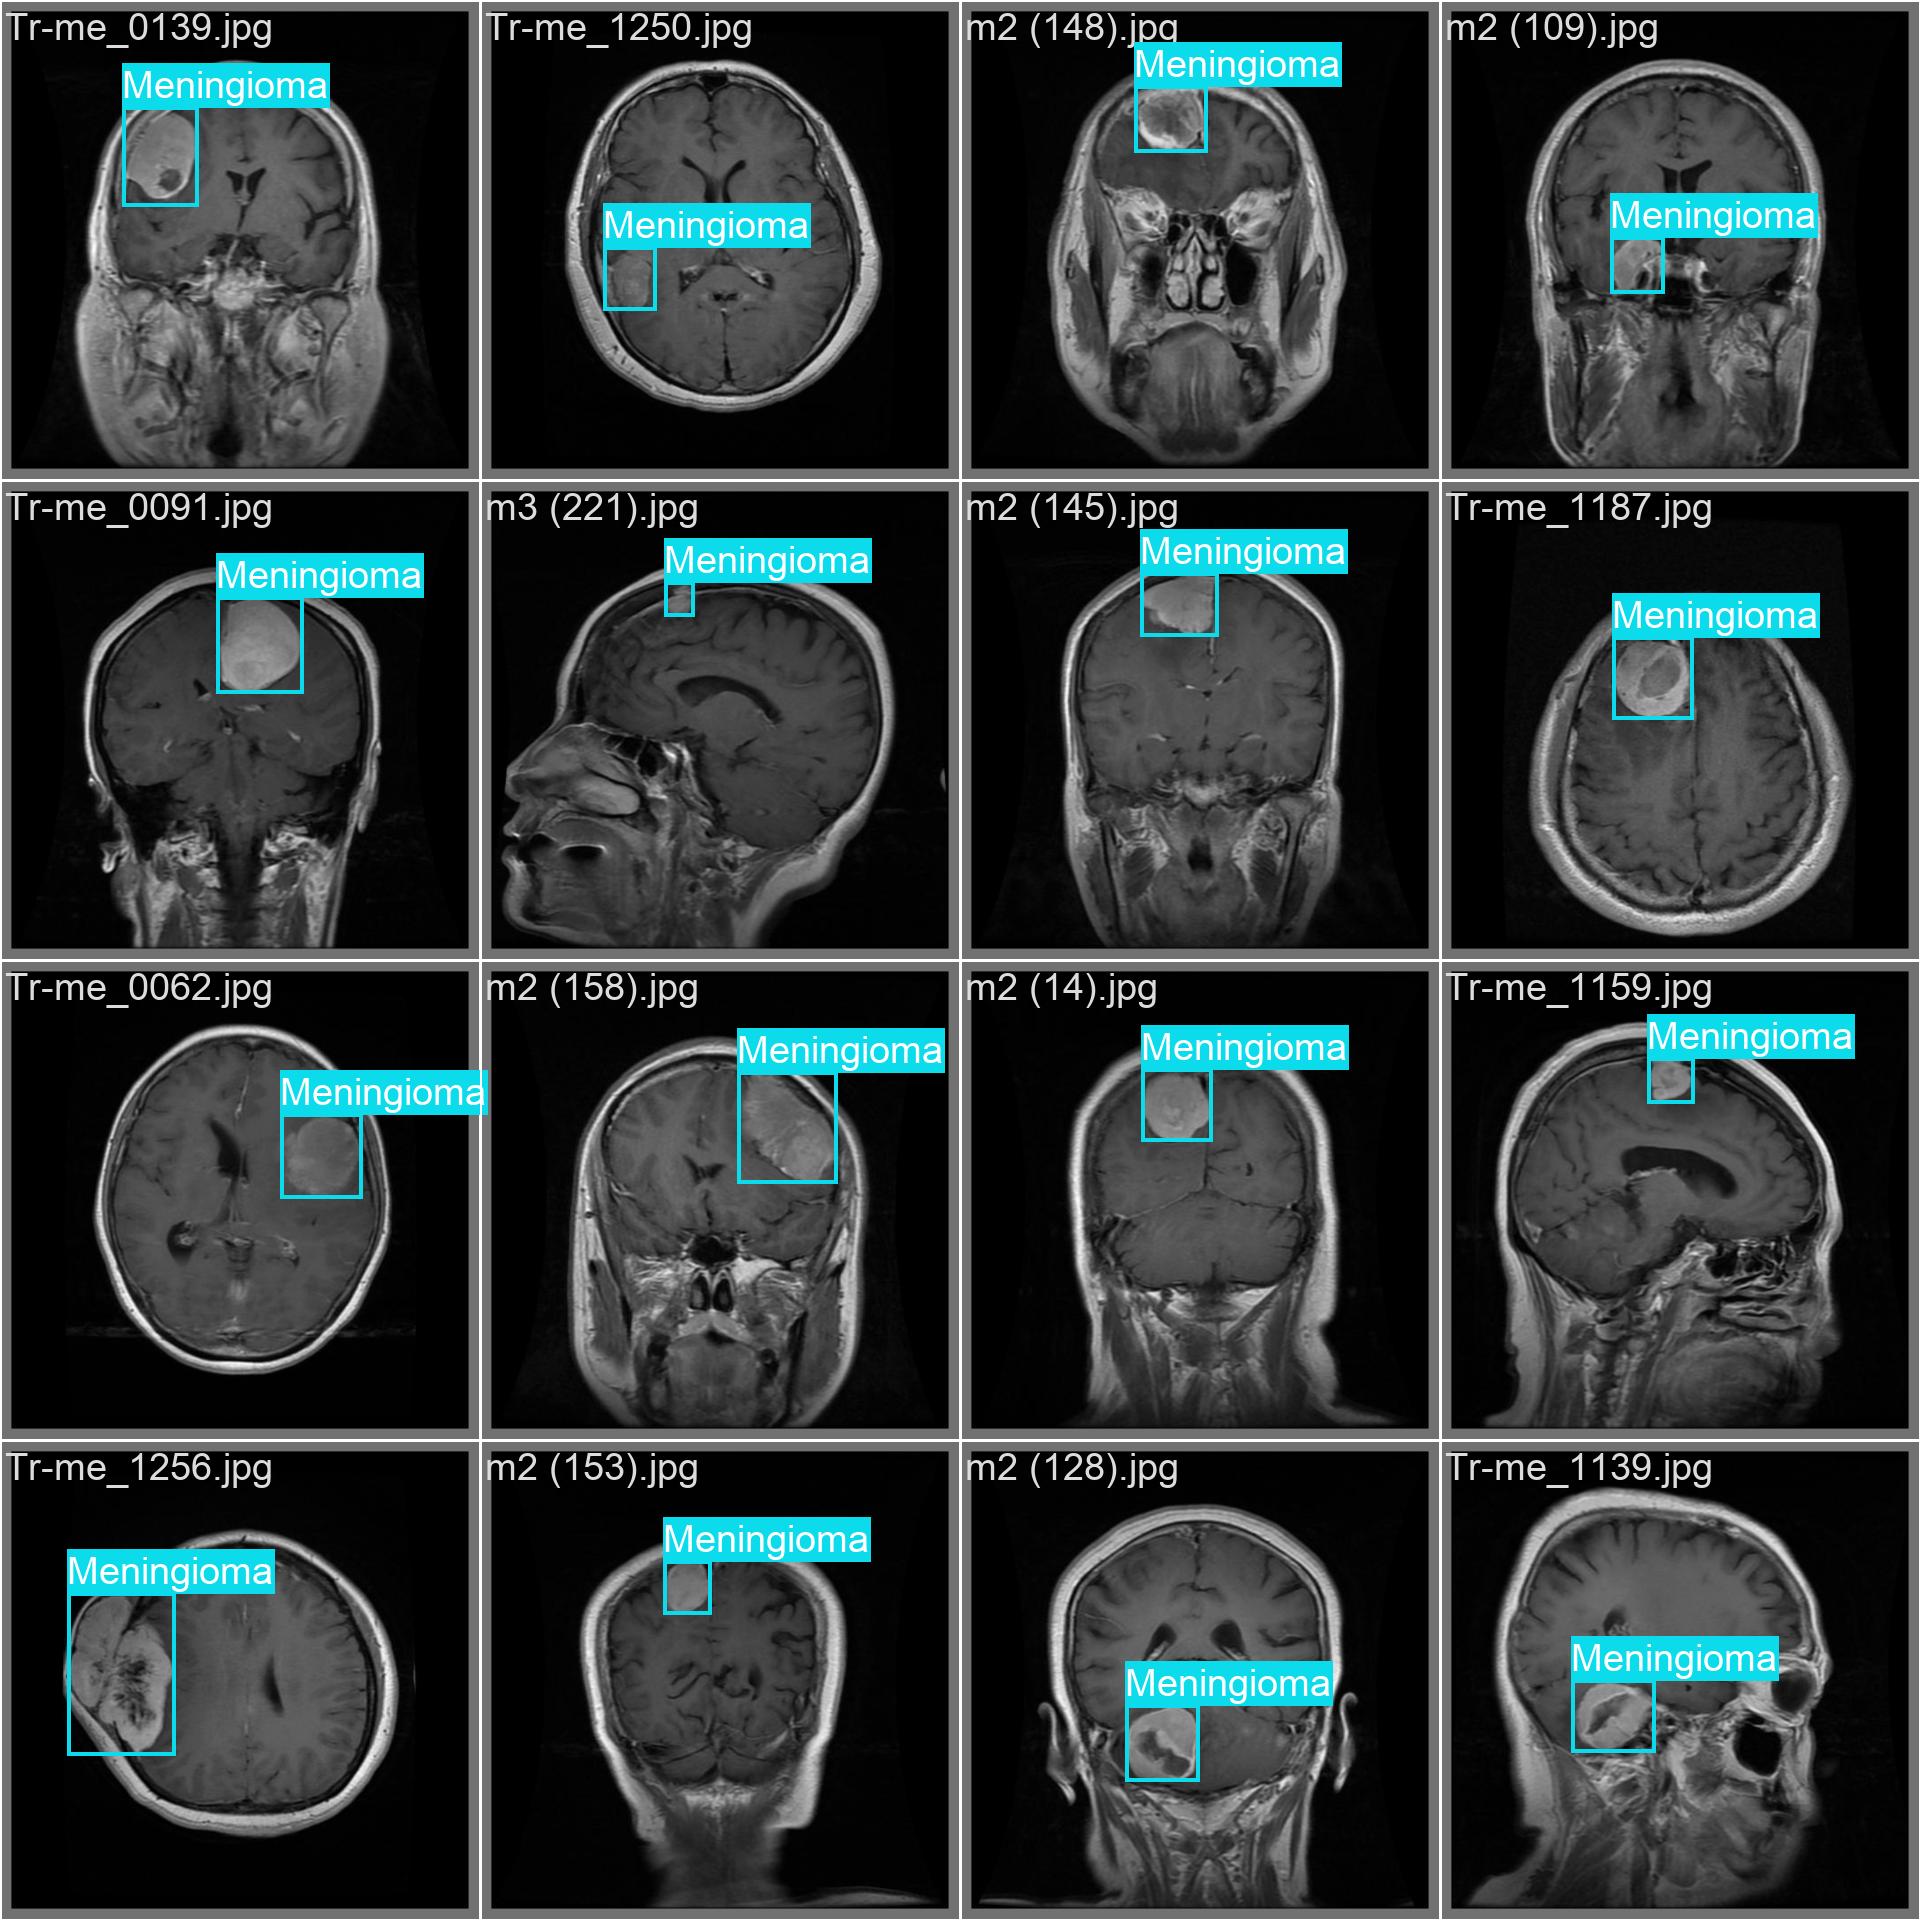 Tr-me_0139.jpg
Meningioma
Tr-me_1250.jpg
Meningioma
m2 (148).jpg
Meningioma
m2 (109).jpg
Meningioma
Tr-me_0091.jpg
Meningioma
m3 (221).jpg
Meningioma
m2 (145).jpg
Meningioma
Tr-me_1187.jpg
Meningioma
Tr-me_0062.jpg
Meningioma
m2 (158).jpg
Meningioma
m2 (14).jpg
Meningioma
Tr-me_1159.jpg
Meningioma
Tr-me_1256.jpg
Meningioma
m2 (153).jpg
Meningioma
m2 (128).jpg
Meningioma
Tr-me_1139.jpg
Meningioma